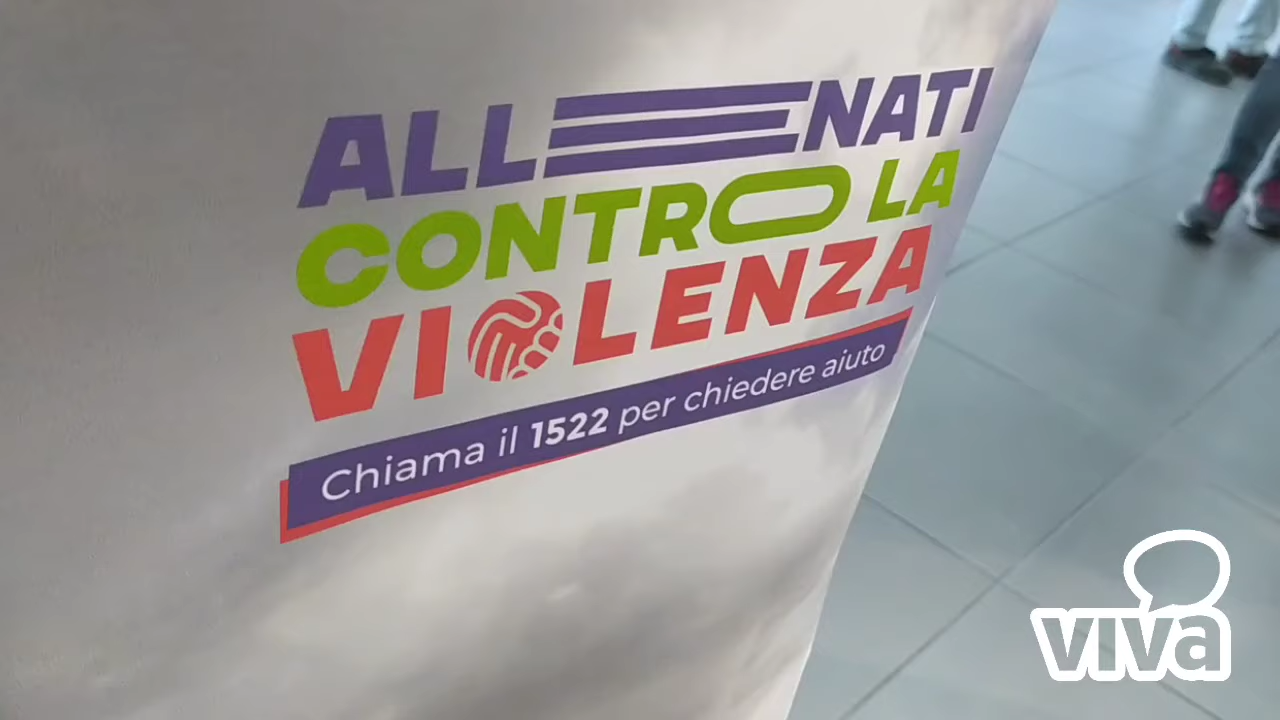 ALLENATI
CONTRO LA
VIOLENZA
Chiama il 1522 per chiedere aiuto
viva